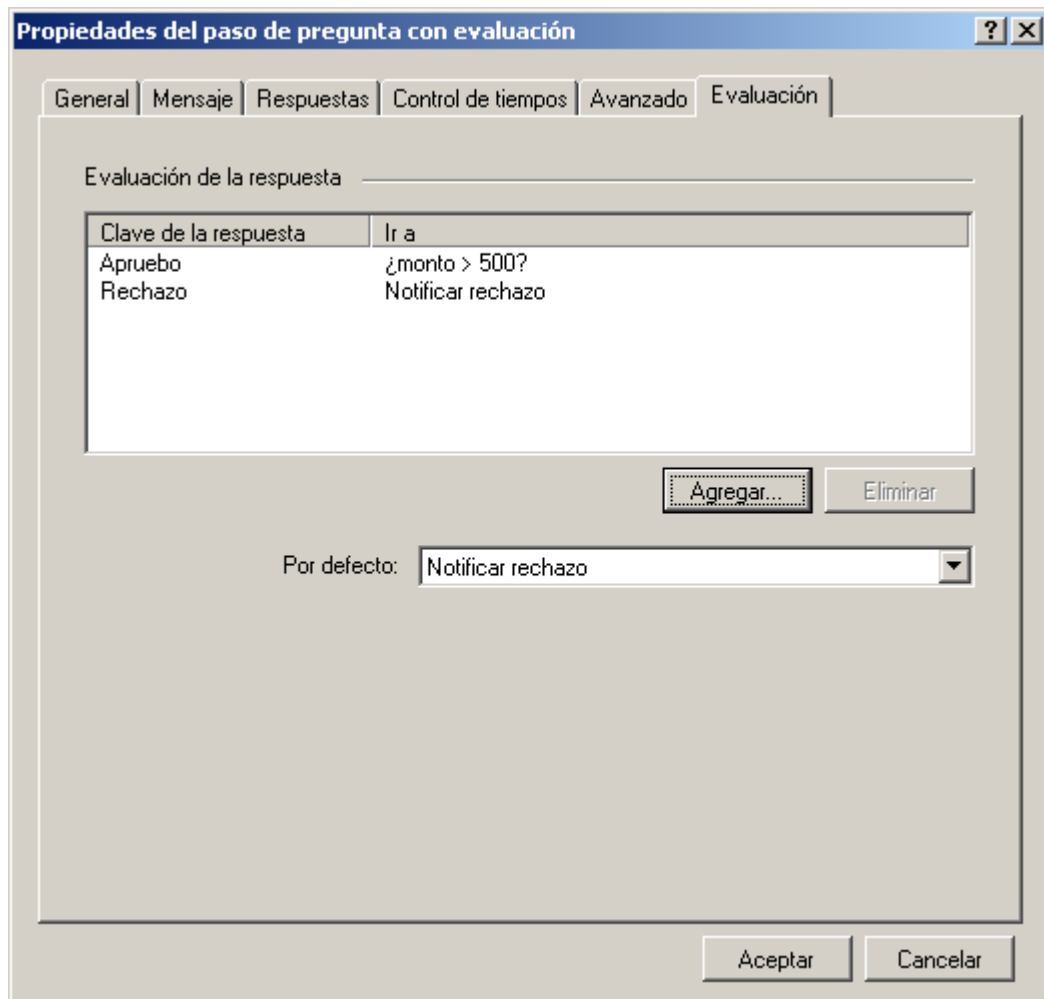 Propiedades del paso de pregunta con evaluación
General Mensaje Respuestas Control de tiempos Avanzado Evaluación
Evaluación de la respuesta
Clave de la respuesta Ir a
Apruebo ¿monto > 500?
Rechazo Notificar rechazo
Agregar... Eliminar
Por defecto: Notificar rechazo
Aceptar Cancelar